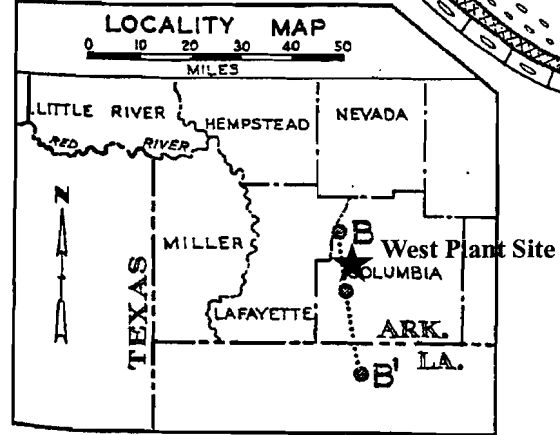 LOCALITY MAP
0 10 20 30 40 50
MILES
LITTLE RIVER
HEMPSTEAD
NEVADA
RED RIVER
N
B
West Plant Site
MILLER
COLUMBIA
TEXAS
LAFAYETTE
ARK.
LA.
B'